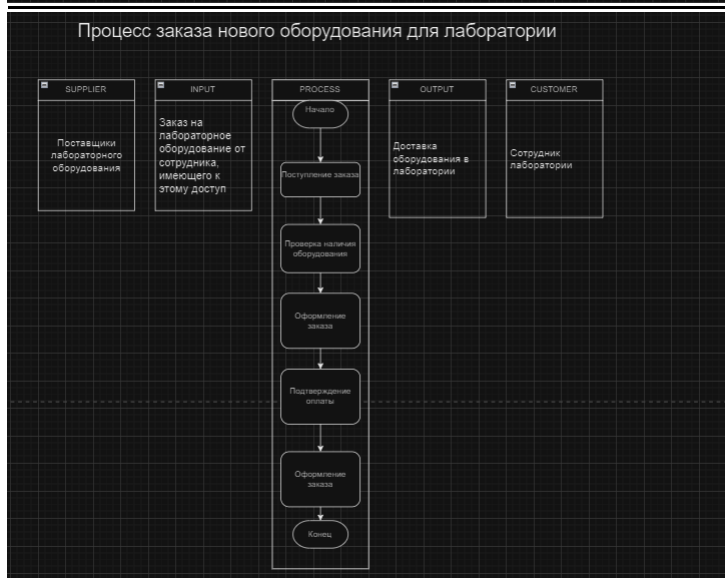 Процесс заказа нового оборудования для лаборатории
SUPPLIER
Поставщики
лабораторного
оборудования
INPUT
Заказ на
лабораторное
оборудование от
сотрудника,
имеющего к
этому доступ
PROCESS
Начало
Поступление заказа
Проверка наличия
оборудования
Оформление
заказа
Подтверждение
оплаты
Оформление
заказа
Конец
OUTPUT
Доставка
оборудования в
лаборатории
CUSTOMER
Сотрудник
лаборатории